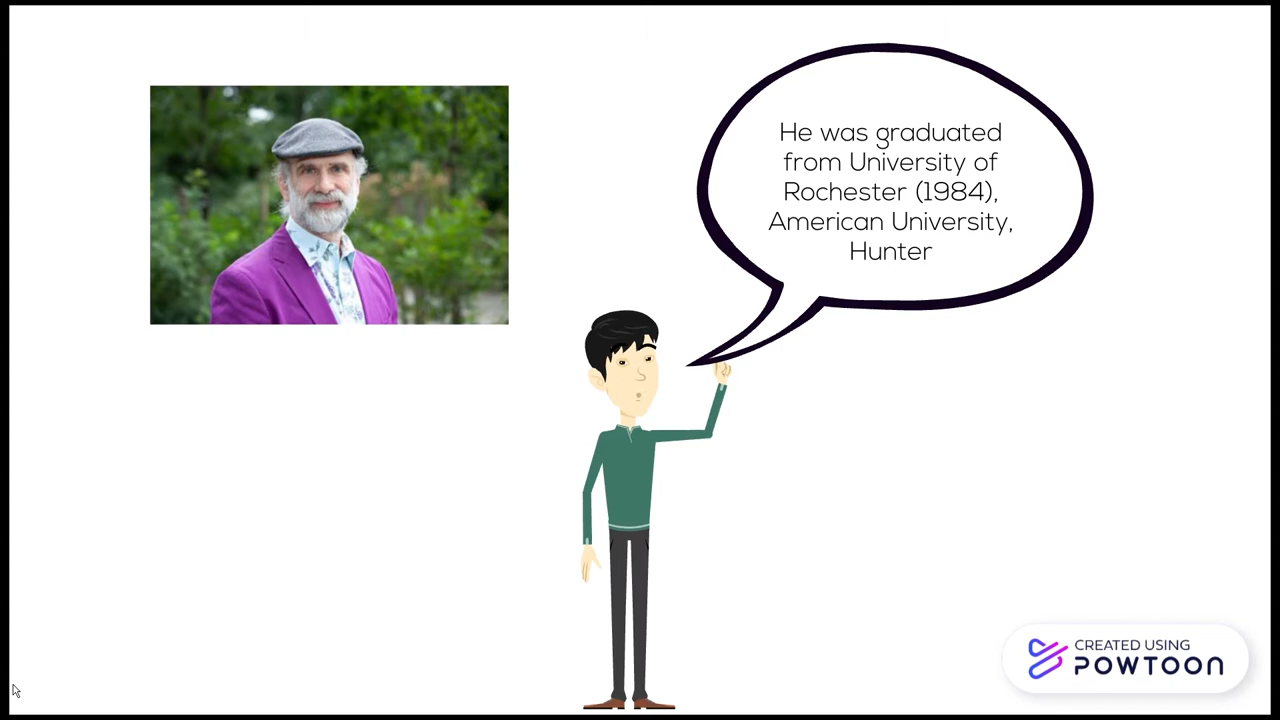 He was graduated
from University of
Rochester (1984),
American University,
Hunter
CREATED USING
POWTOON